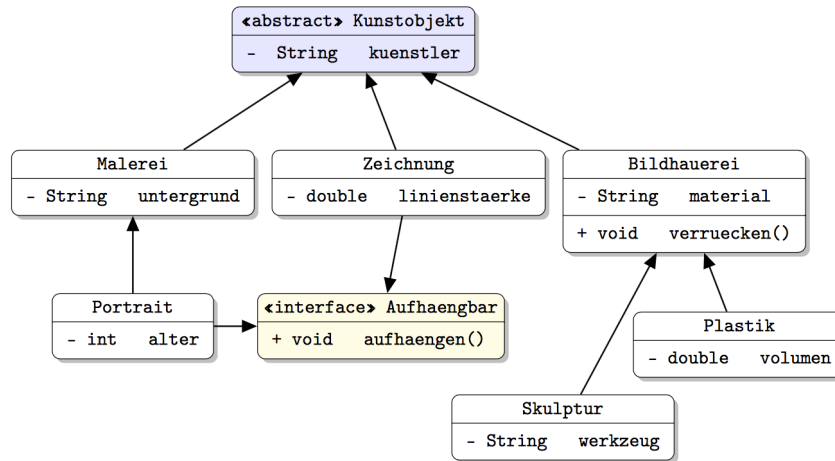 «abstract» Kunstobjekt
- String kuenstler
Malerei
- String untergrund
Zeichnung
- double linienstaerke
Bildhauerei
- String material
+ void verruecken()
Portrait
- int alter
«interface» Aufhaengbar
+ void aufhaengen()
Plastik
- double volumen
Skulptur
- String werkzeug